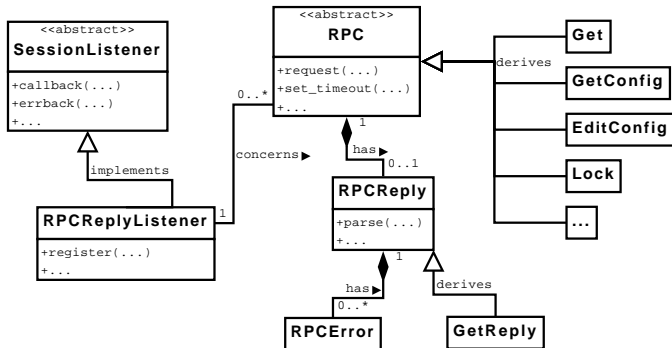 <<abstract>>
SessionListener
+callback(...)
+errback(...)
+...
implements
RPCReplyListener
+register(...)
+...
<<abstract>>
RPC
+request(...)
+set_timeout(...)
+...
0..*
concerns
1
1
has
0..1
RPCReply
+parse(...)
+...
1
has
0..*
RPCError
derives
GetReply
derives
Get
GetConfig
EditConfig
Lock
...